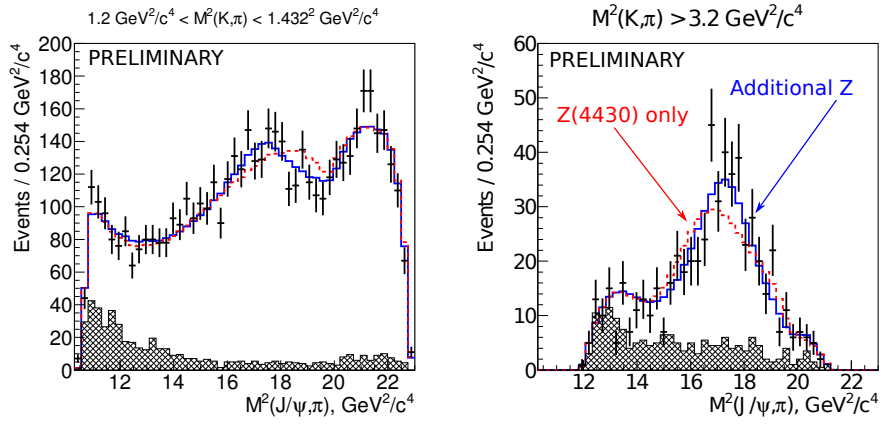 1.2 GeV²/c⁴ < M²(K,π) < 1.432² GeV²/c⁴
PRELIMINARY
Events / 0.254 GeV²/c⁴
200
180
160
140
120
100
80
60
40
20
0
12 14 16 18 20 22
M²(J/ψ,π), GeV²/c⁴
M²(K,π) >3.2 GeV²/c⁴
PRELIMINARY
Additional Z
Z(4430) only
Events / 0.254 GeV²/c⁴
60
50
40
30
20
10
0
12 14 16 18 20 22
M²(J/ψ,π), GeV²/c⁴